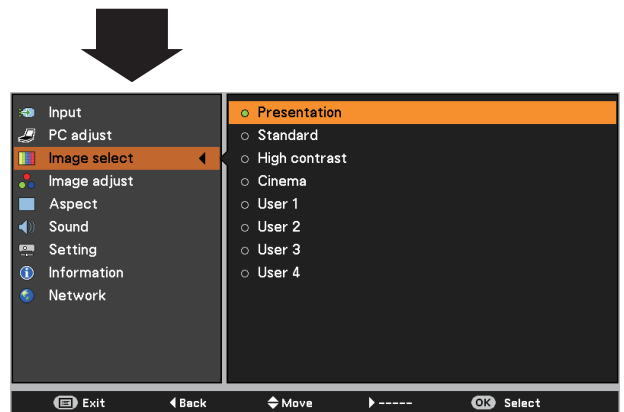 Input
PC adjust
Image select
Image adjust
Aspect
Sound
Setting
Information
Network
Presentation
Standard
High contrast
Cinema
User 1
User 2
User 3
User 4
Exit Back Move ----- OK Select